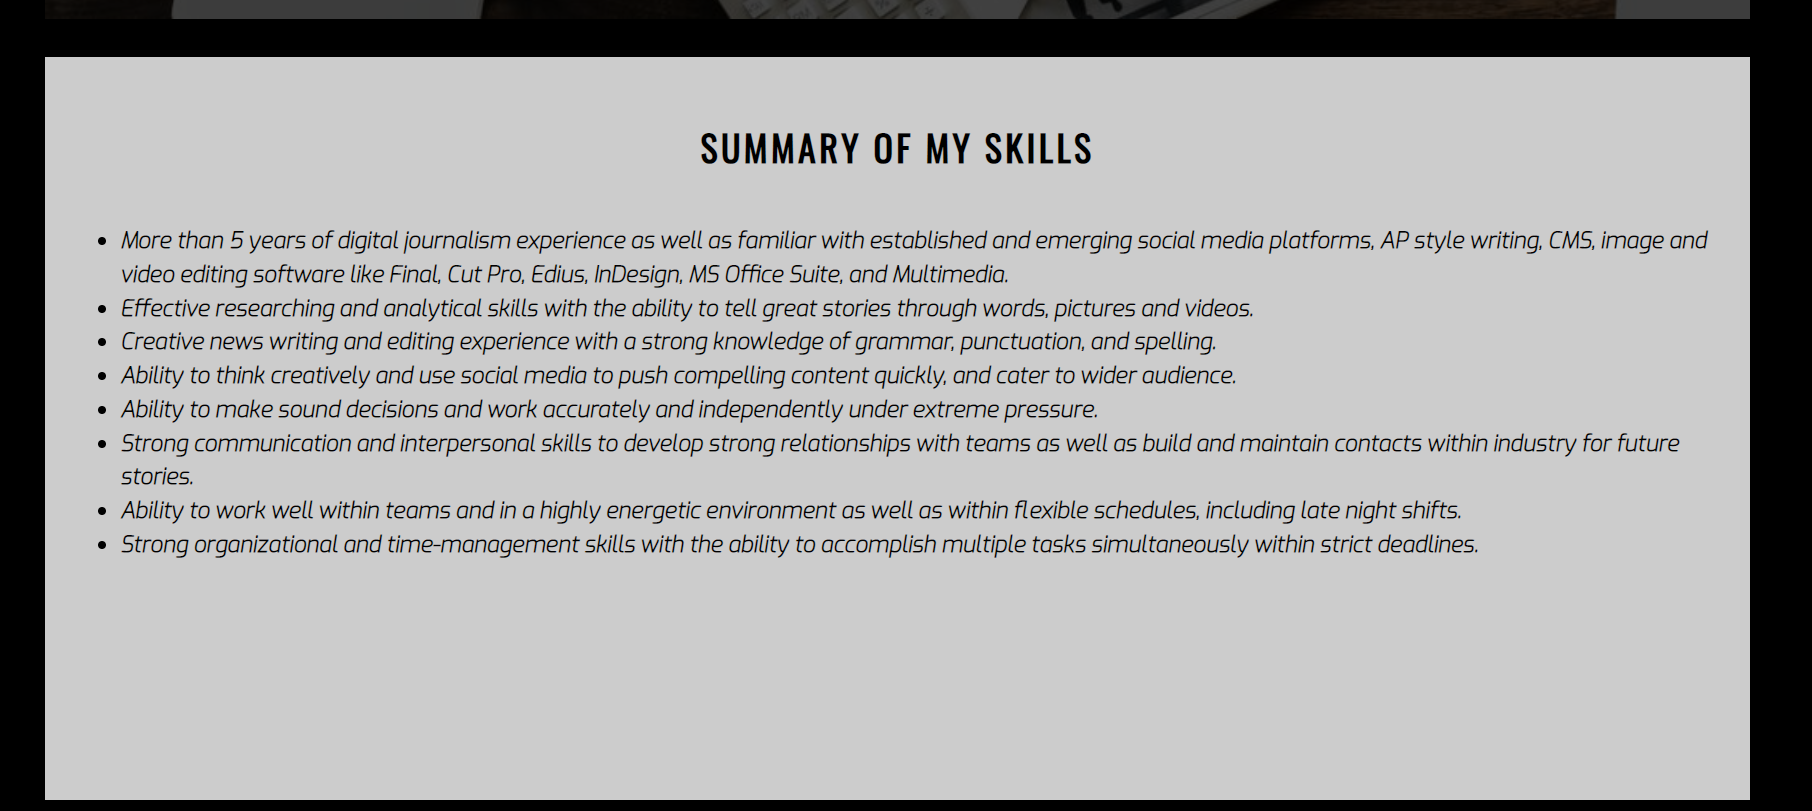 SUMMARY OF MY SKILLS
More than 5 years of digital journalism experience as well as familiar with established and emerging social media platforms, AP style writing, CMS, image and
video editing software like Final, Cut Pro, Edius, InDesign, MS Office Suite, and Multimedia.
Effective researching and analytical skills with the ability to tell great stories through words, pictures and videos.
Creative news writing and editing experience with a strong knowledge of grammar, punctuation, and spelling.
Ability to think creatively and use social media to push compelling content quickly, and cater to wider audience.
Ability to make sound decisions and work accurately and independently under extreme pressure.
Strong communication and interpersonal skills to develop strong relationships with teams as well as build and maintain contacts within industry for future
stories.
Ability to work well within teams and in a highly energetic environment as well as within flexible schedules, including late night shifts.
Strong organizational and time-management skills with the ability to accomplish multiple tasks simultaneously within strict deadlines.